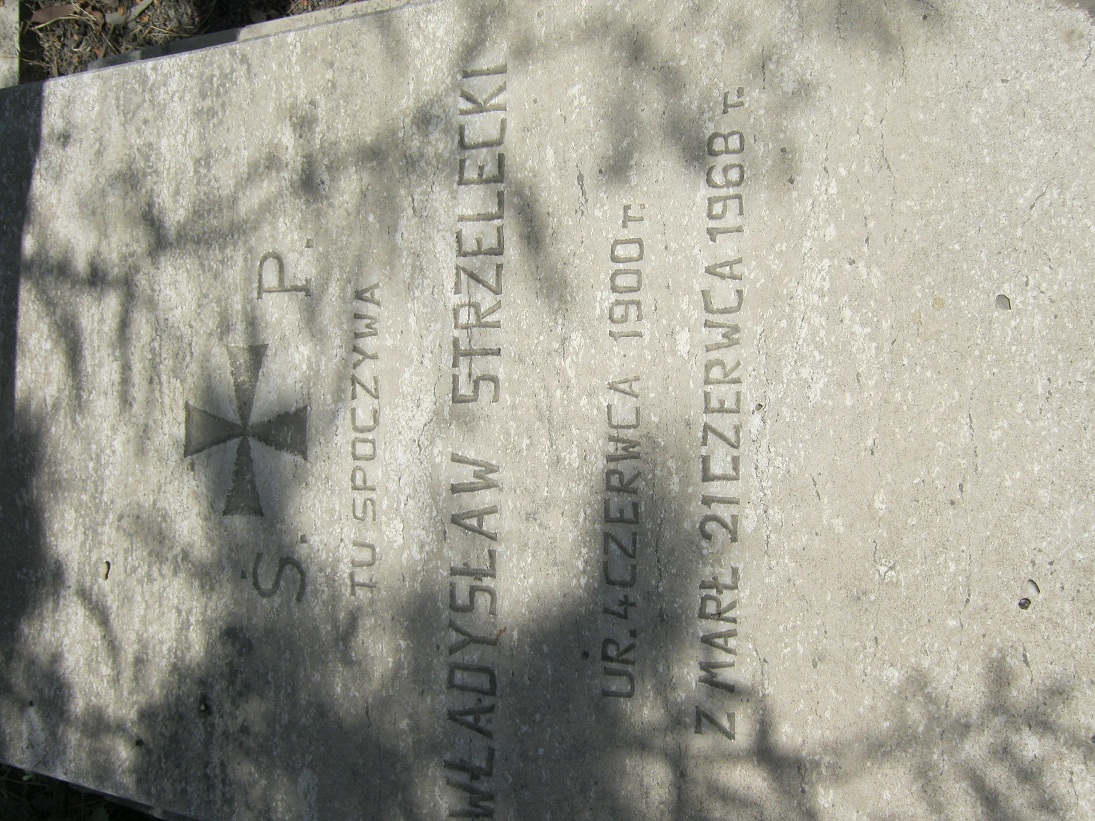 Ś. P.
TU SPOCZYWA
WŁADYSŁAW STRZELECKI
UR. 4 CZERWCA 1900 r.
ZMARŁ 21 CZERWCA 1968 r.